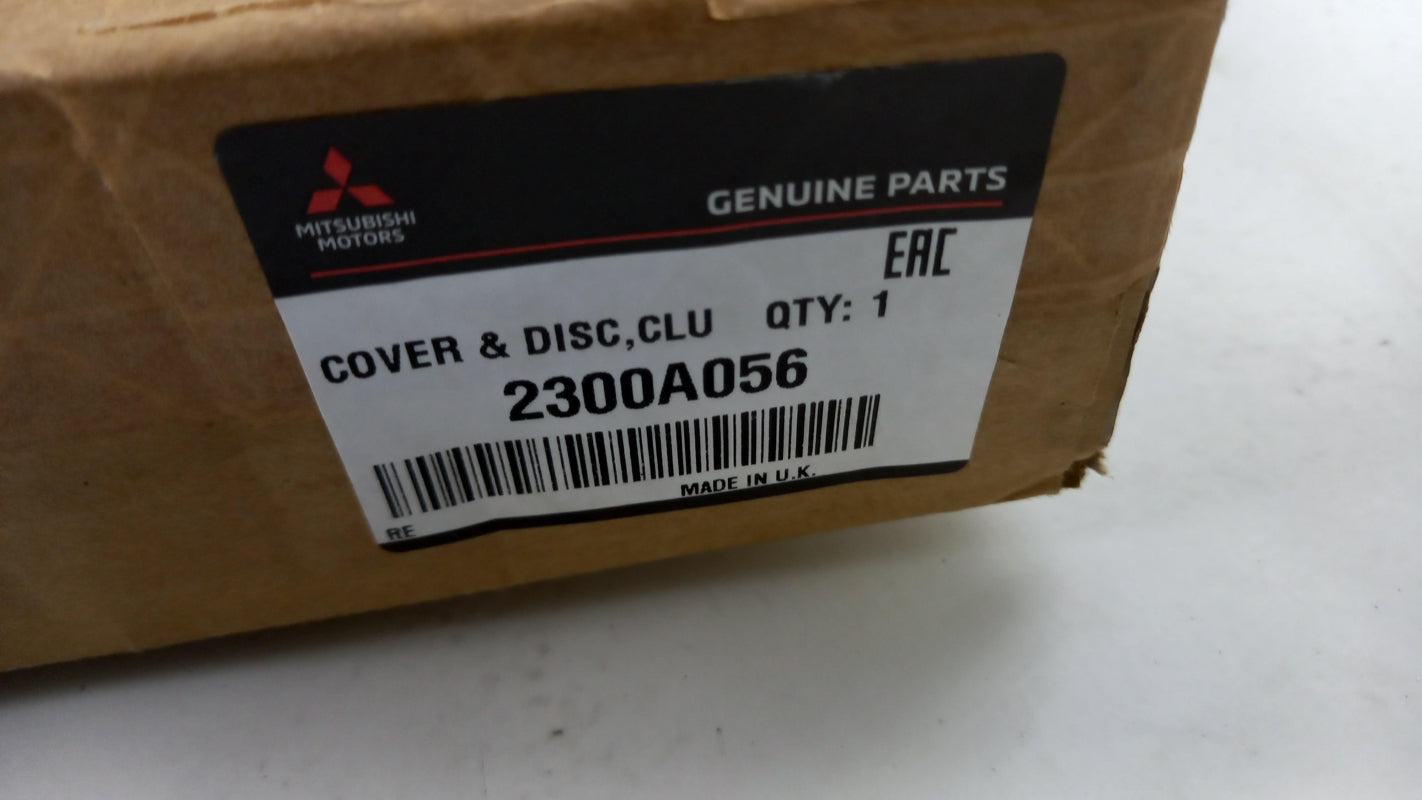 MITSUBISHI
MOTORS
GENUINE PARTS
EAC
COVER & DISC,CLU QTY: 1
2300A056
MADE IN U.K.
RE